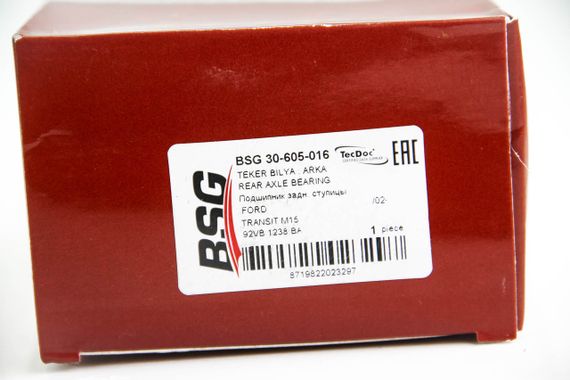 BSG
BSG
BSG 30-605-016
TecDoc
EAC
TEKER BILYA . ARKA
REAR AXLE BEARING
Подшипник задн. ступицы
FORD /02-
TRANSIT M15
92VB 1238 BA 1 piece
8719822023297